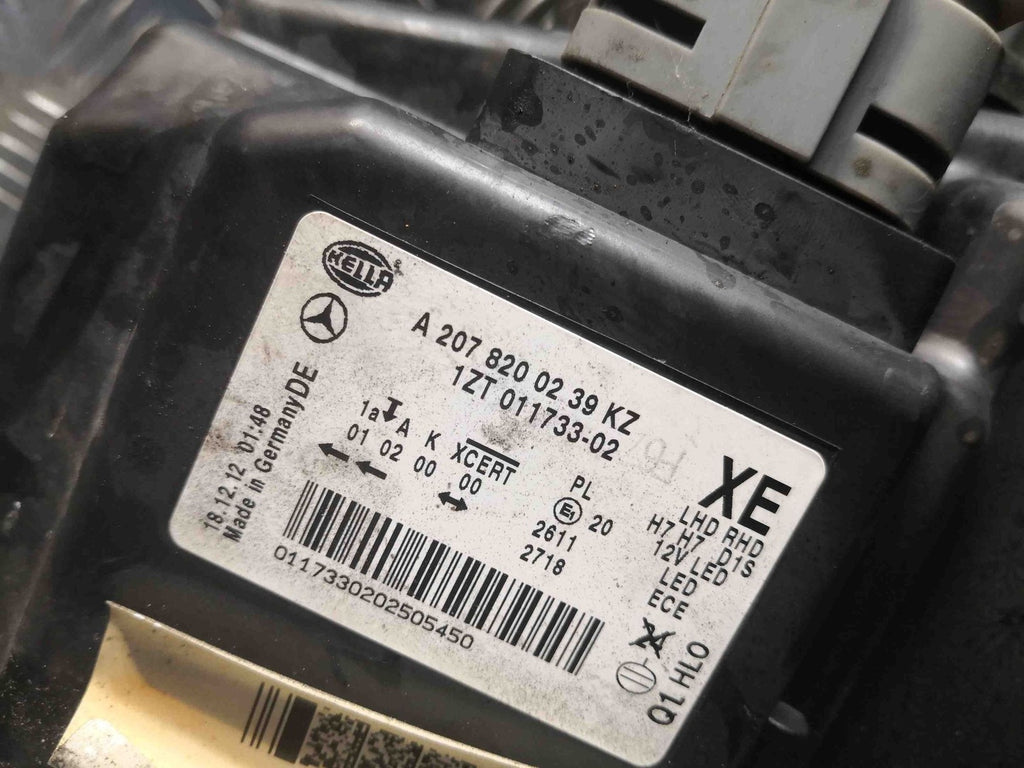 HELLA
A 207 820 02 39 KZ
1ZT 011733-02
18.12.12 01:48
Made in Germany DE
1a A K XCERT
01 02 00 00
PL
E1 20
2611
2718
XE
LHD RHD
H7 H7 D1S
12V LED
LED
ECE
Q1 HLO
0117330202505450